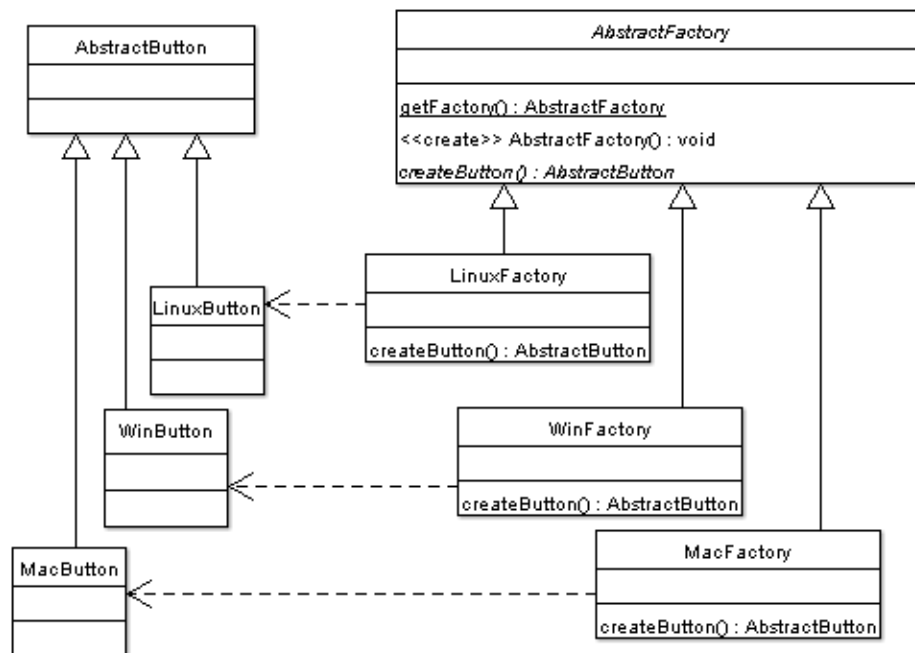 AbstractButton
AbstractFactory
getFactory() : AbstractFactory
<<create>> AbstractFactory() : void
createButton() : AbstractButton
LinuxButton
LinuxFactory
createButton() : AbstractButton
WinButton
WinFactory
createButton() : AbstractButton
MacButton
MacFactory
createButton() : AbstractButton